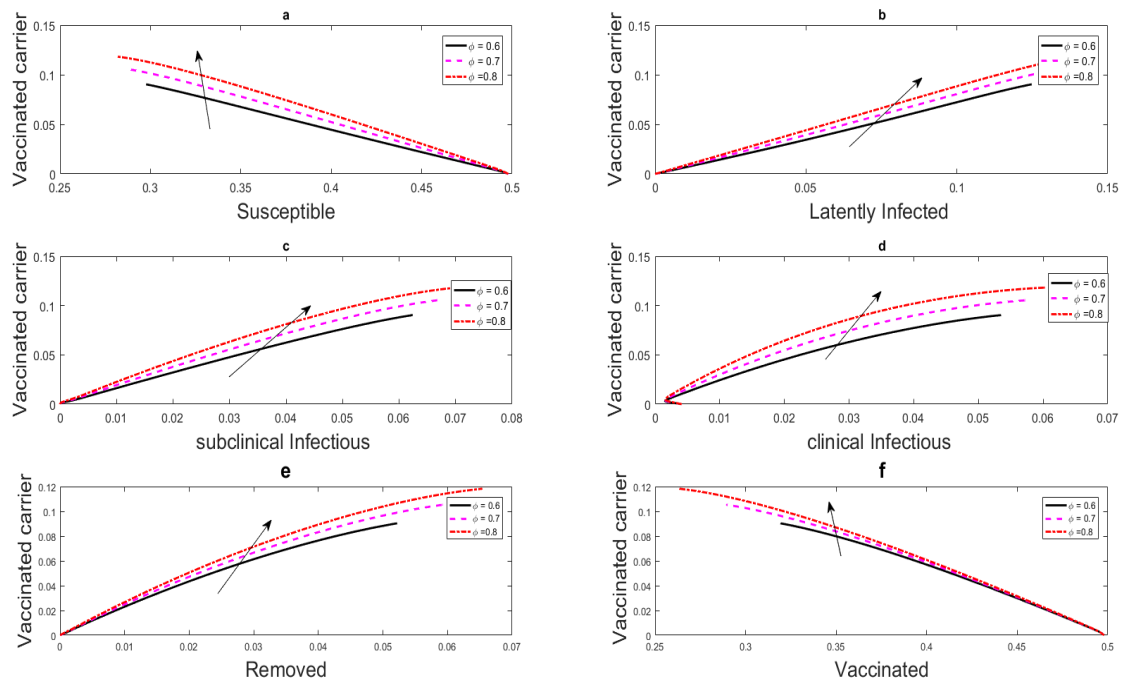 a
Vaccinated carrier
0.15
0.1
0.05
0
0.25
0.3
0.35
0.4
0.45
0.5
Susceptible
ϕ = 0.6
ϕ = 0.7
ϕ =0.8
b
Vaccinated carrier
0.15
0.1
0.05
0
0
0.05
0.1
0.15
Latently Infected
ϕ = 0.6
ϕ = 0.7
ϕ =0.8
c
Vaccinated carrier
0.15
0.1
0.05
0
0
0.01
0.02
0.03
0.04
0.05
0.06
0.07
0.08
subclinical Infectious
ϕ = 0.6
ϕ = 0.7
ϕ =0.8
d
Vaccinated carrier
0.15
0.1
0.05
0
0
0.01
0.02
0.03
0.04
0.05
0.06
0.07
clinical Infectious
ϕ = 0.6
ϕ = 0.7
ϕ =0.8
e
Vaccinated carrier
0.12
0.1
0.08
0.06
0.04
0.02
0
0
0.01
0.02
0.03
0.04
0.05
0.06
0.07
Removed
ϕ = 0.6
ϕ = 0.7
ϕ =0.8
f
Vaccinated carrier
0.12
0.1
0.08
0.06
0.04
0.02
0
0.25
0.3
0.35
0.4
0.45
0.5
Vaccinated
ϕ = 0.6
ϕ = 0.7
ϕ =0.8